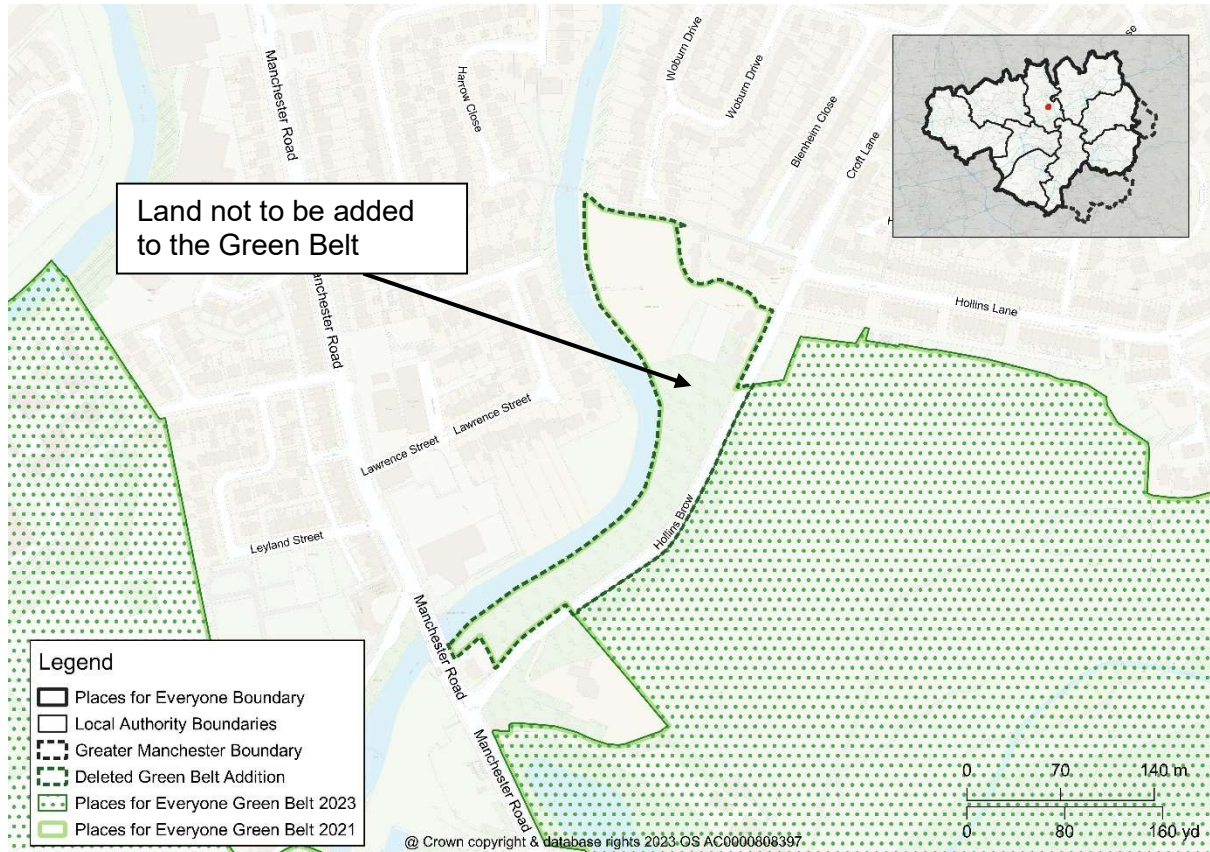 Manchester Road
Harrow Close
Woburn Drive
Woburn Drive
Blenheim Close
Croft Lane
Land not to be added
to the Green Belt
Manchester Road
Hollins Lane
Lawrence Street
Lawrence Street
Hollins Brow
Leyland Street
Manchester Road
Manchester Road
Legend
Places for Everyone Boundary
Local Authority Boundaries
Greater Manchester Boundary
Deleted Green Belt Addition
Places for Everyone Green Belt 2023
Places for Everyone Green Belt 2021
0 70 140 m
0 80 160 yd
@ Crown copyright & database rights 2023 OS AC0000808397